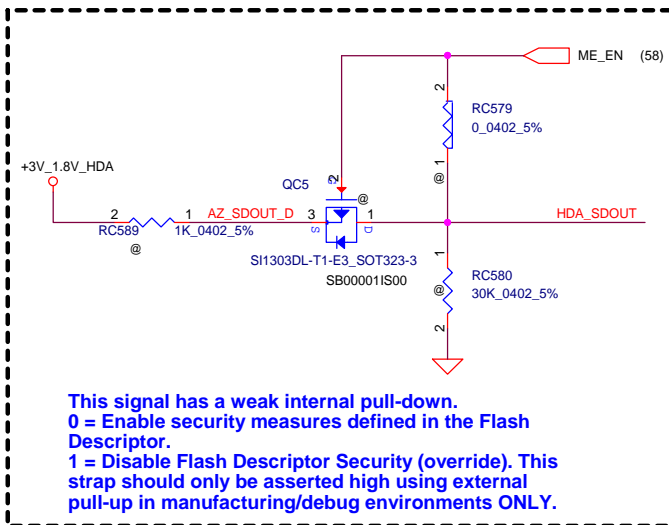 ME_EN (58)
2
RC579
0_0402_5%
1
@
+3V_1.8V_HDA
QC5
2
G
@
2
RC589
@
1
1K_0402_5%
AZ_SDOUT_D
3
S
1
D
HDA_SDOUT
SI1303DL-T1-E3_SOT323-3
SB00001IS00
1
@
RC580
30K_0402_5%
2
This signal has a weak internal pull-down.
0 = Enable security measures defined in the Flash
Descriptor.
1 = Disable Flash Descriptor Security (override). This
strap should only be asserted high using external
pull-up in manufacturing/debug environments ONLY.